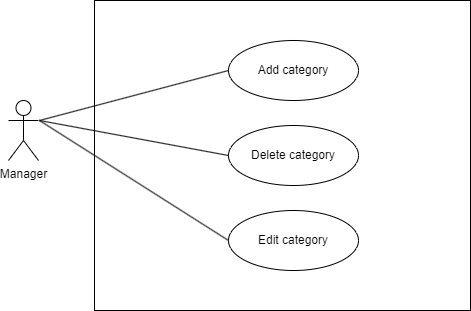 Add category
Manager
Delete category
Edit category